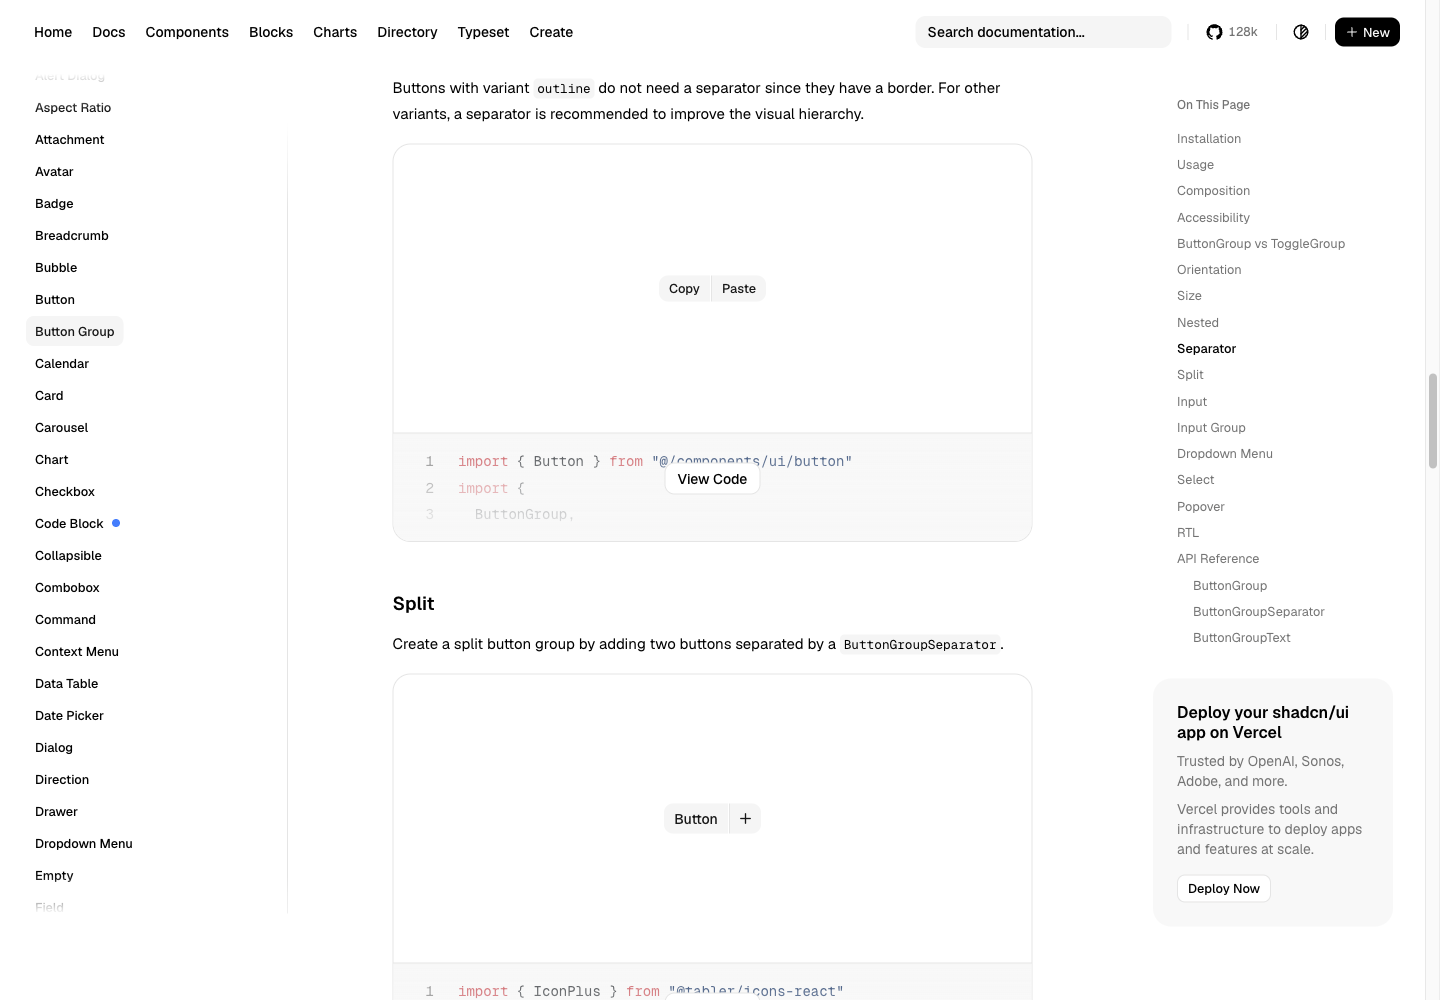 Home Docs Components Blocks Charts Directory Typeset Create
Search documentation... 128k New
Alert Dialog
Aspect Ratio
Attachment
Avatar
Badge
Breadcrumb
Bubble
Button
Button Group
Calendar
Card
Carousel
Chart
Checkbox
Code Block
Collapsible
Combobox
Command
Context Menu
Data Table
Date Picker
Dialog
Direction
Drawer
Dropdown Menu
Empty
Field
Buttons with variant outline do not need a separator since they have a border. For other
variants, a separator is recommended to improve the visual hierarchy.
Copy Paste
1 import { Button } from "@/components/ui/button"
View Code
2 import {
3 ButtonGroup,
Split
Create a split button group by adding two buttons separated by a ButtonGroupSeparator.
Button +
1 import { IconPlus } from "@tabler/icons-react"
On This Page
Installation
Usage
Composition
Accessibility
ButtonGroup vs ToggleGroup
Orientation
Size
Nested
Separator
Split
Input
Input Group
Dropdown Menu
Select
Popover
RTL
API Reference
ButtonGroup
ButtonGroupSeparator
ButtonGroupText
Deploy your shadcn/ui
app on Vercel
Trusted by OpenAI, Sonos,
Adobe, and more.
Vercel provides tools and
infrastructure to deploy apps
and features at scale.
Deploy Now